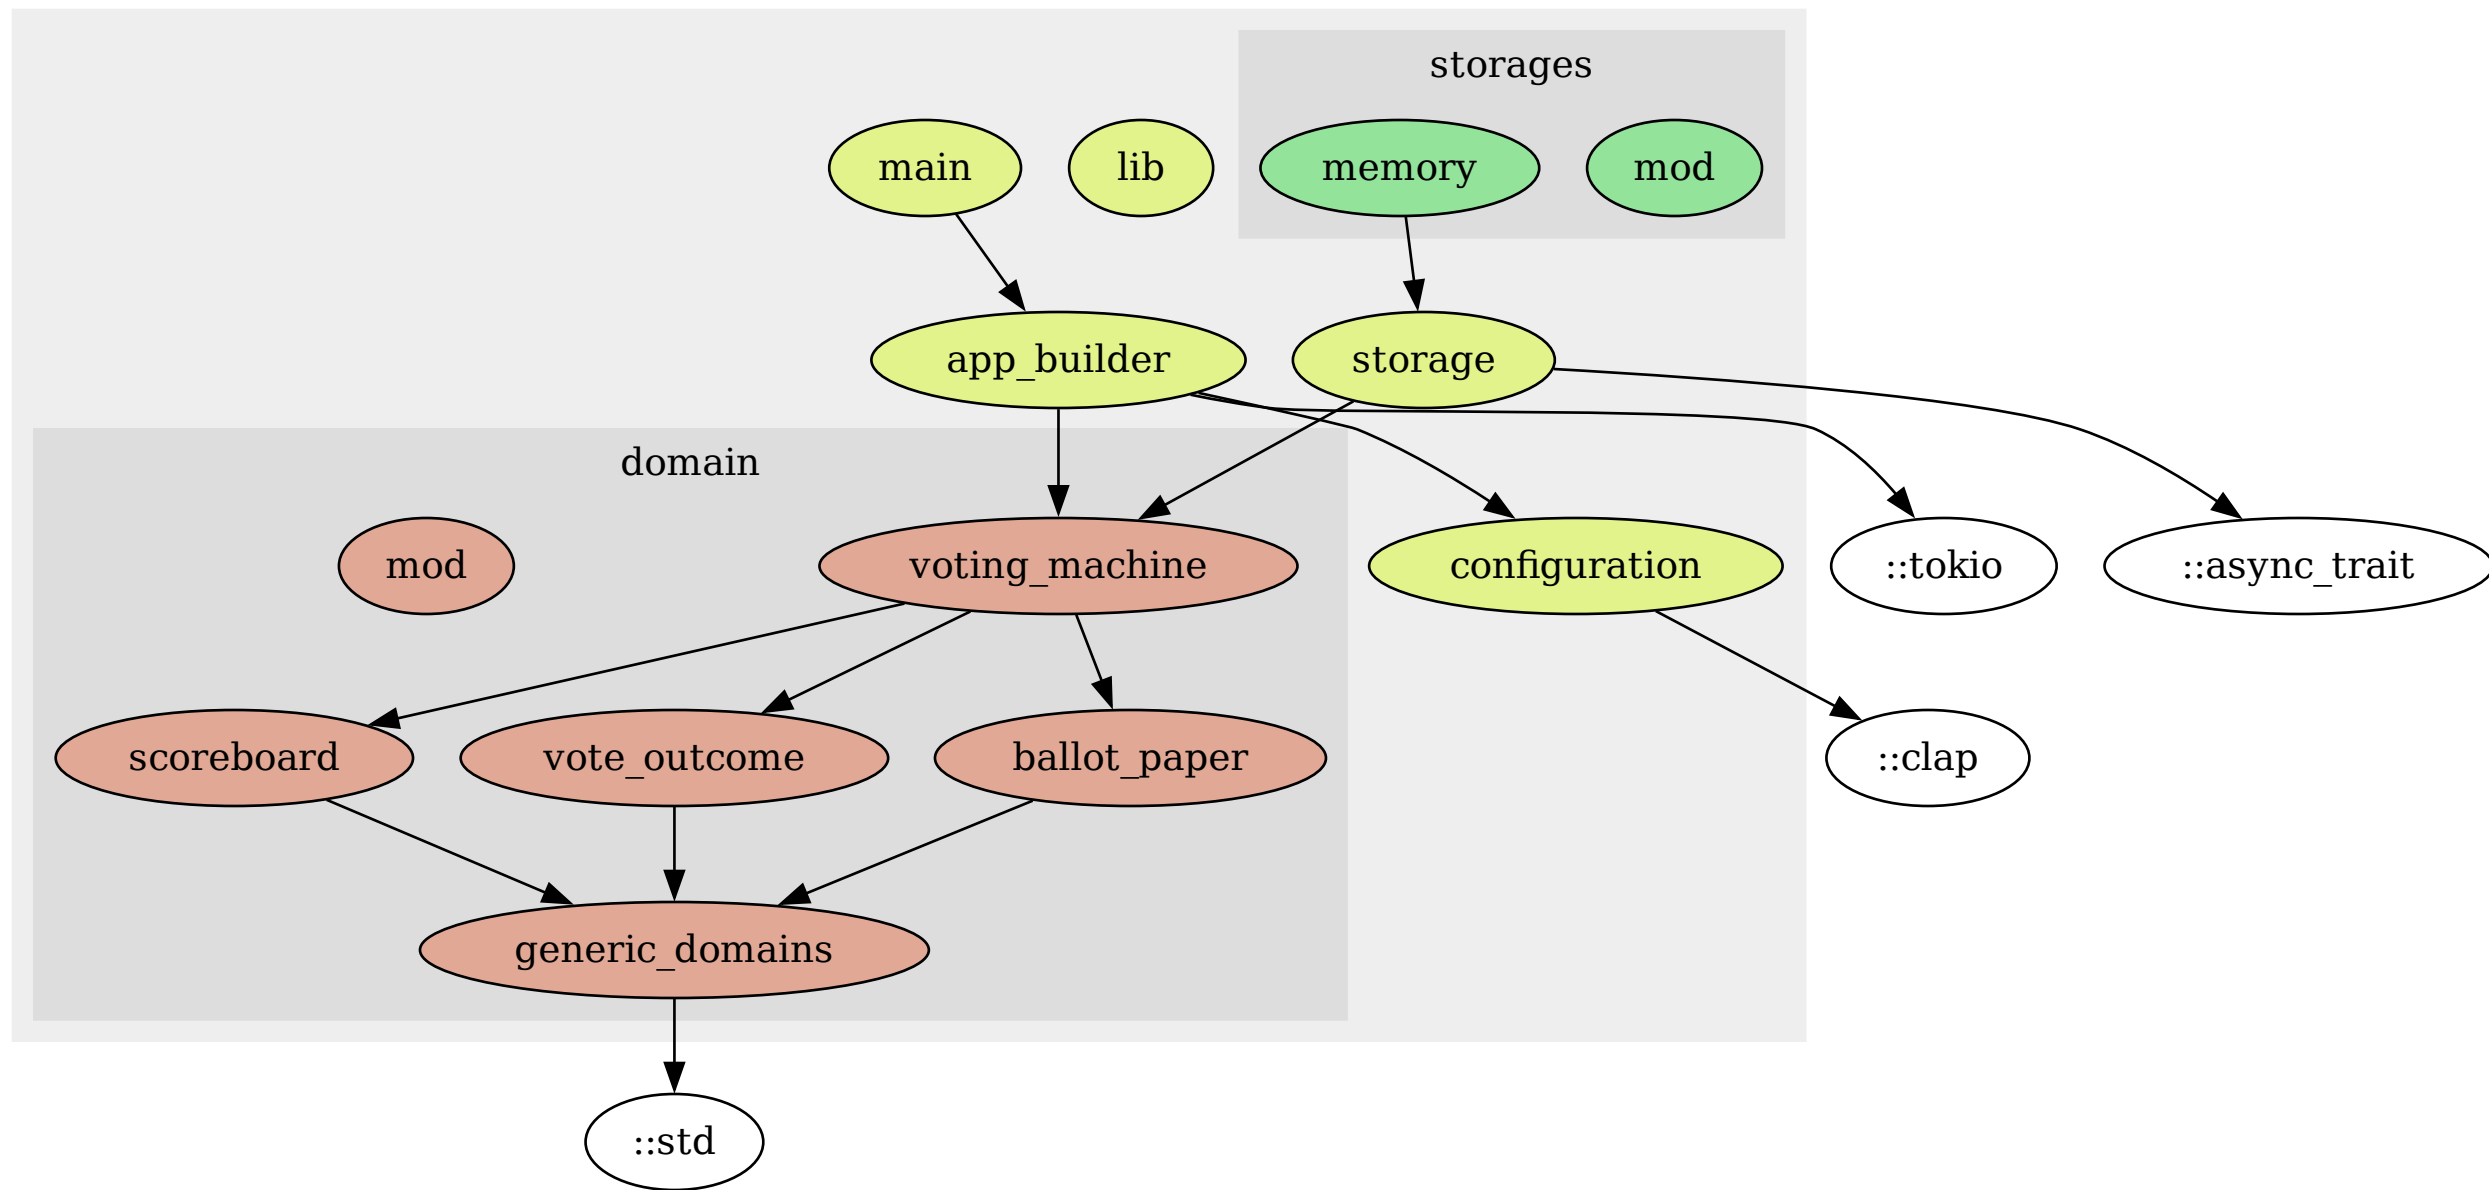 storages
main
lib
memory
mod
app_builder
storage
domain
mod
voting_machine
configuration
::tokio
::async_trait
scoreboard
vote_outcome
ballot_paper
::clap
generic_domains
::std